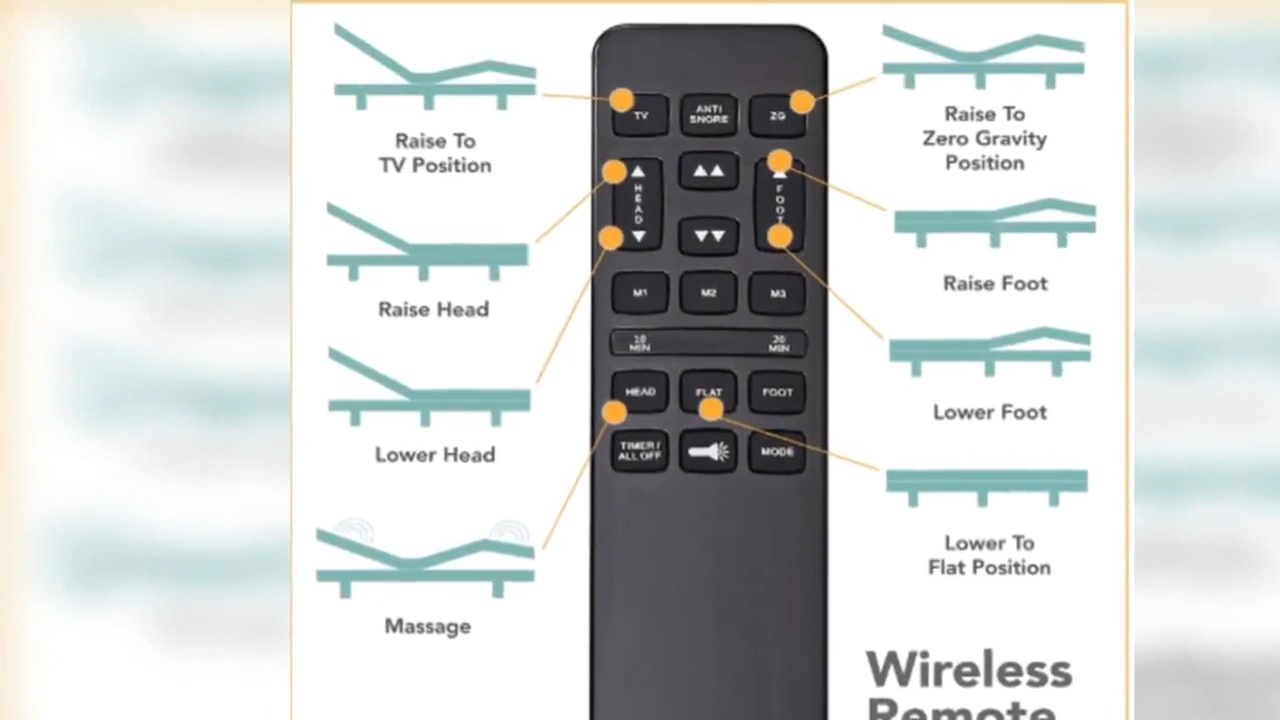 Raise To
TV Position
Raise Head
Lower Head
Massage
TV
ANTI
SNORE
ZG
HEAD
FOOT
M1
M2
M3
10
MIN
20
MIN
HEAD
FLAT
FOOT
TIMER /
ALL OFF
MODE
Raise To
Zero Gravity
Position
Raise Foot
Lower Foot
Lower To
Flat Position
Wireless
Remote